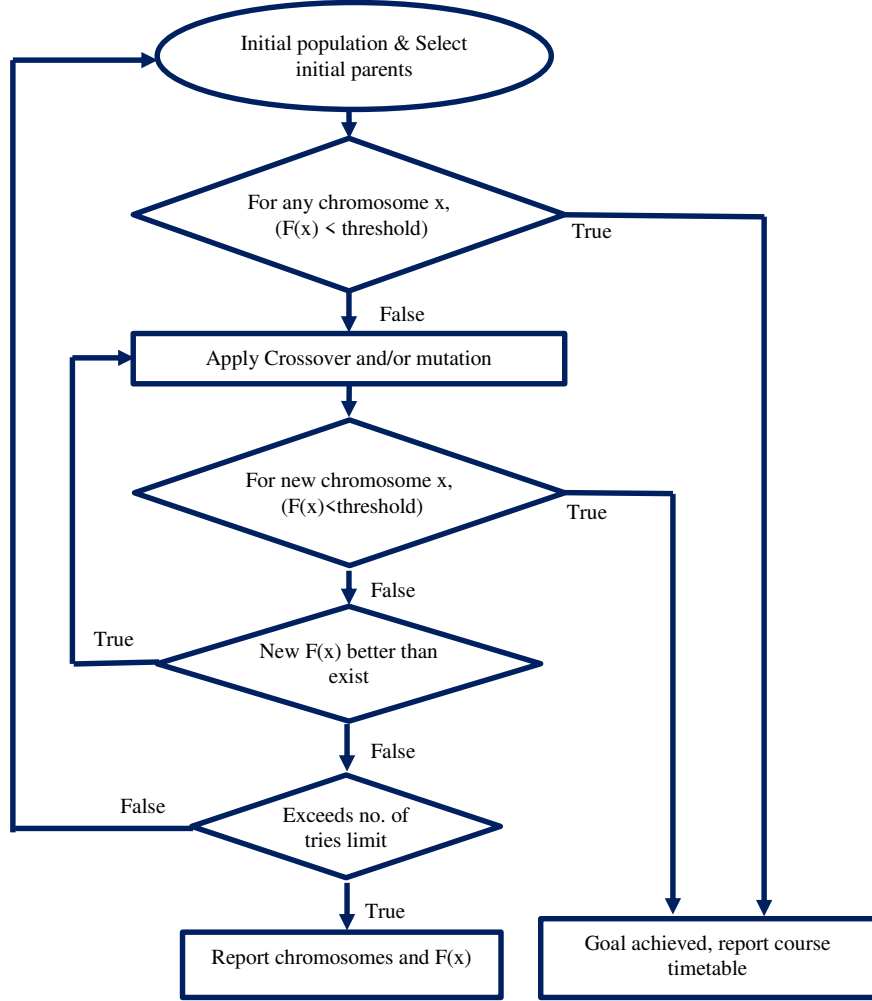 Initial population & Select
initial parents
For any chromosome x,
(F(x) < threshold)
True
False
Apply Crossover and/or mutation
For new chromosome x,
(F(x)<threshold)
True
False
True
New F(x) better than
exist
False
False
Exceeds no. of
tries limit
True
Report chromosomes and F(x)
Goal achieved, report course
timetable